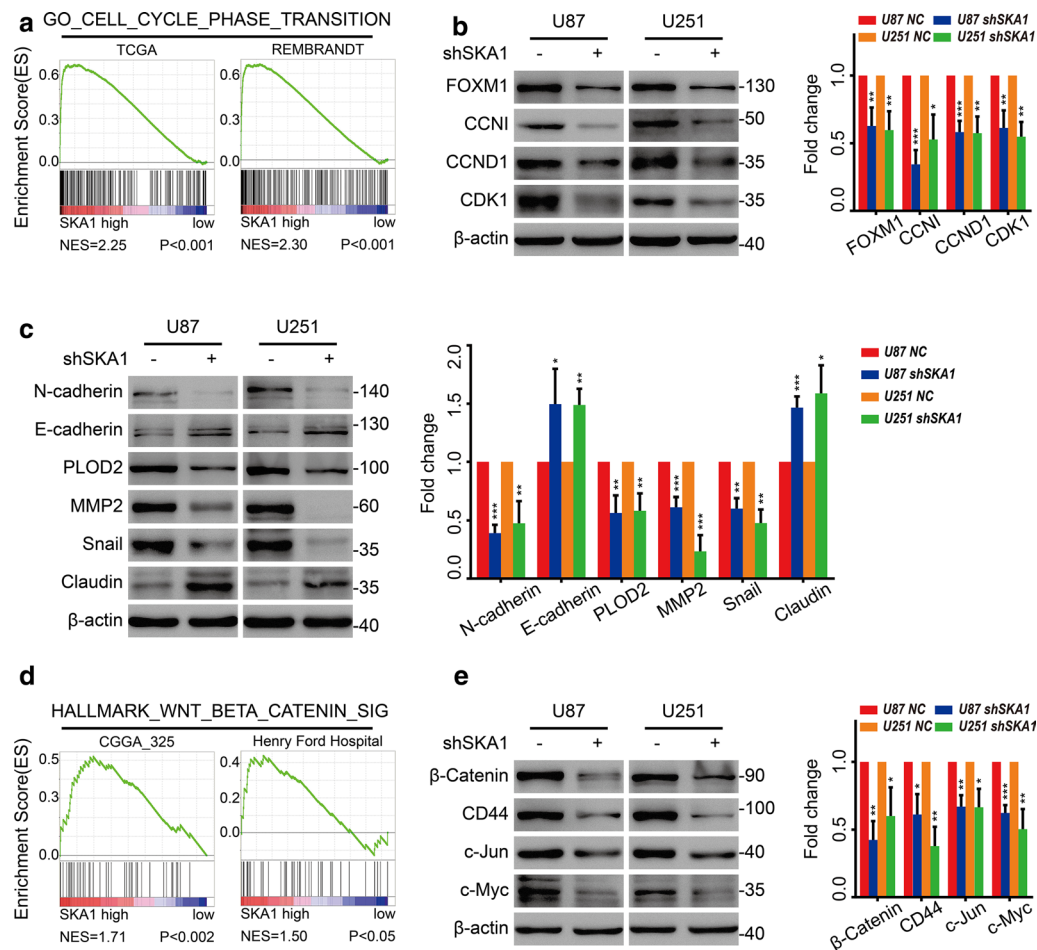 a
GO_CELL_CYCLE_PHASE_TRANSITION
TCGA
REMBRANDT
Enrichment Score(ES)
0.6
0.4
0.2
0.0
0.6
0.4
0.2
0.0
SKA1 high low
SKA1 high low
NES=2.25 P<0.001
NES=2.30 P<0.001
b
U87 U251
shSKA1 - + - +
FOXM1 -130
CCNI -50
CCND1 -35
CDK1 -35
β-actin -40
U87 NC U87 shSKA1
U251 NC U251 shSKA1
Fold change
1.0
0.5
0.0
** ** *** * *** ** ** **
FOXM1 CCNI CCND1 CDK1
c
U87 U251
shSKA1 - + - +
N-cadherin -140
E-cadherin -130
PLOD2 -100
MMP2 -60
Snail -35
Claudin -35
β-actin -40
Fold change
2.0
1.5
1.0
0.5
0.0
*** ** * ** ** ** *** *** ** ** *** *
N-cadherin E-cadherin PLOD2 MMP2 Snail Claudin
U87 NC
U87 shSKA1
U251 NC
U251 shSKA1
d
HALLMARK_WNT_BETA_CATENIN_SIG
CGGA_325
Henry Ford Hospital
Enrichment Score(ES)
0.5
0.2
0.0
0.4
0.2
0.0
SKA1 high low
SKA1 high low
NES=1.71 P<0.002
NES=1.50 P<0.05
e
U87 U251
shSKA1 - + - +
β-Catenin -90
CD44 -100
c-Jun -40
c-Myc -35
β-actin -40
U87 NC U87 shSKA1
U251 NC U251 shSKA1
Fold change
1.0
0.5
0.0
** * * ** ** * *** **
β-Catenin CD44 c-Jun c-Myc